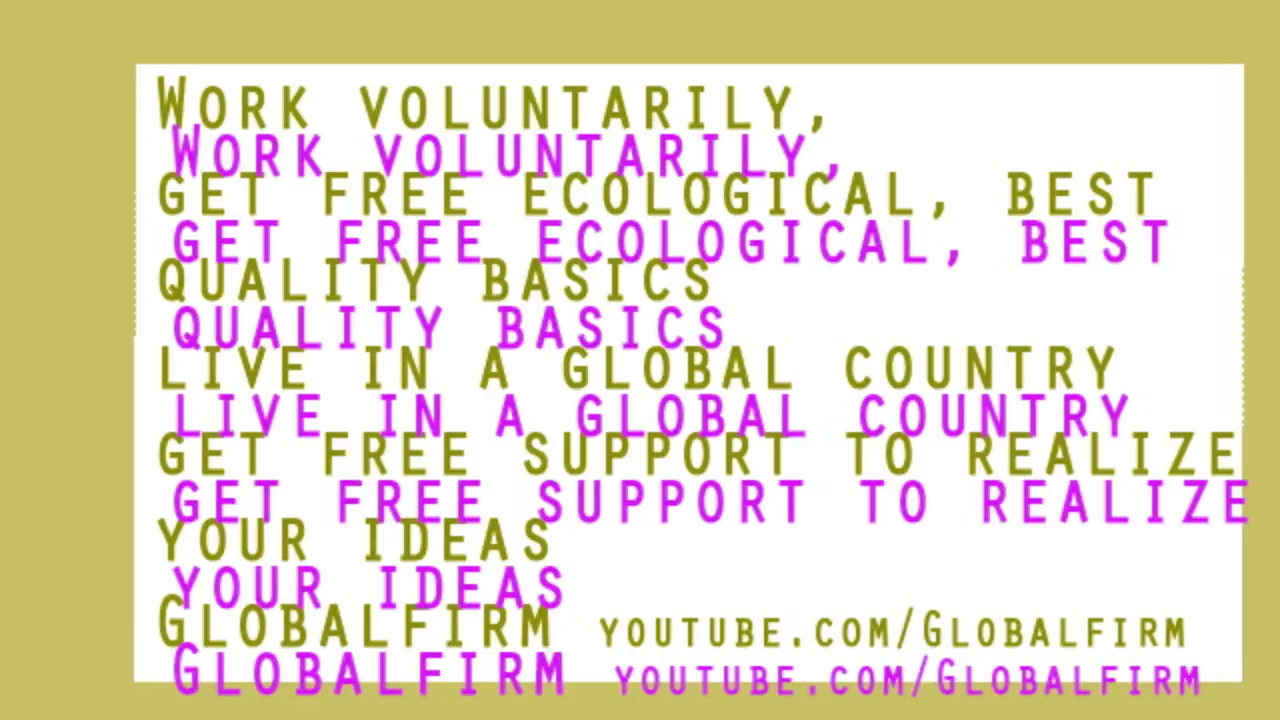 Work voluntarily,
Work voluntarily,
get free ecological, best
get free ecological, best
quality basics
quality basics
live in a global country
live in a global country
get free support to realize
get free support to realize
your ideas
your ideas
Globalfirm youtube.com/Globalfirm
Globalfirm youtube.com/Globalfirm